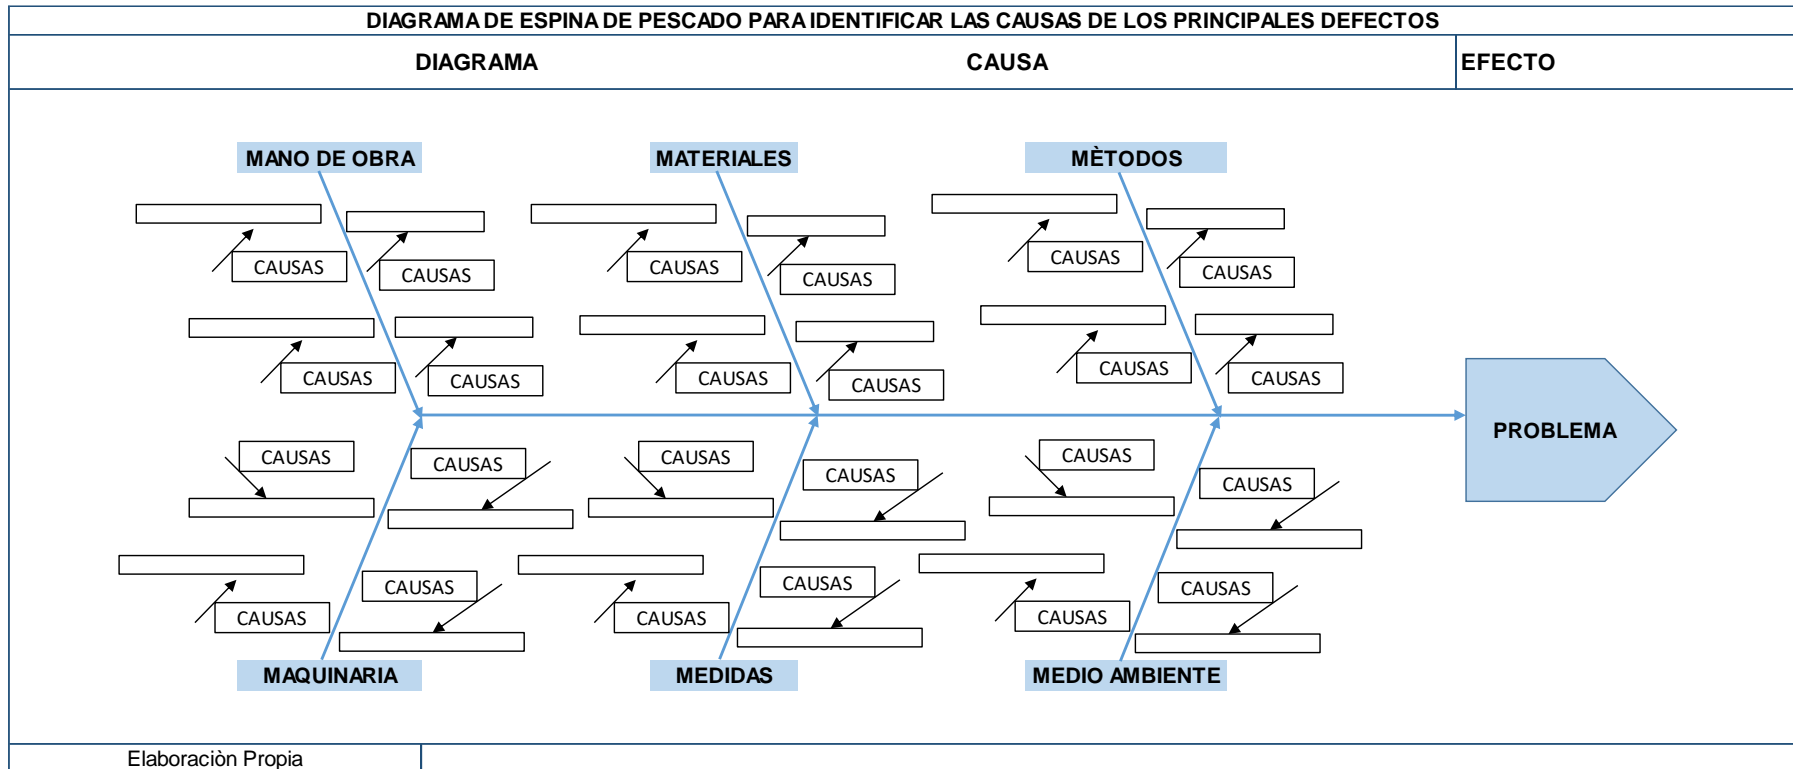 DIAGRAMA DE ESPINA DE PESCADO PARA IDENTIFICAR LAS CAUSAS DE LOS PRINCIPALES DEFECTOS
DIAGRAMA CAUSA EFECTO
MANO DE OBRA MATERIALES MÈTODOS
CAUSAS CAUSAS CAUSAS CAUSAS CAUSAS CAUSAS
CAUSAS CAUSAS CAUSAS CAUSAS CAUSAS CAUSAS
PROBLEMA
CAUSAS CAUSAS CAUSAS CAUSAS CAUSAS CAUSAS
CAUSAS CAUSAS CAUSAS CAUSAS CAUSAS CAUSAS
MAQUINARIA MEDIDAS MEDIO AMBIENTE
Elaboraciòn Propia